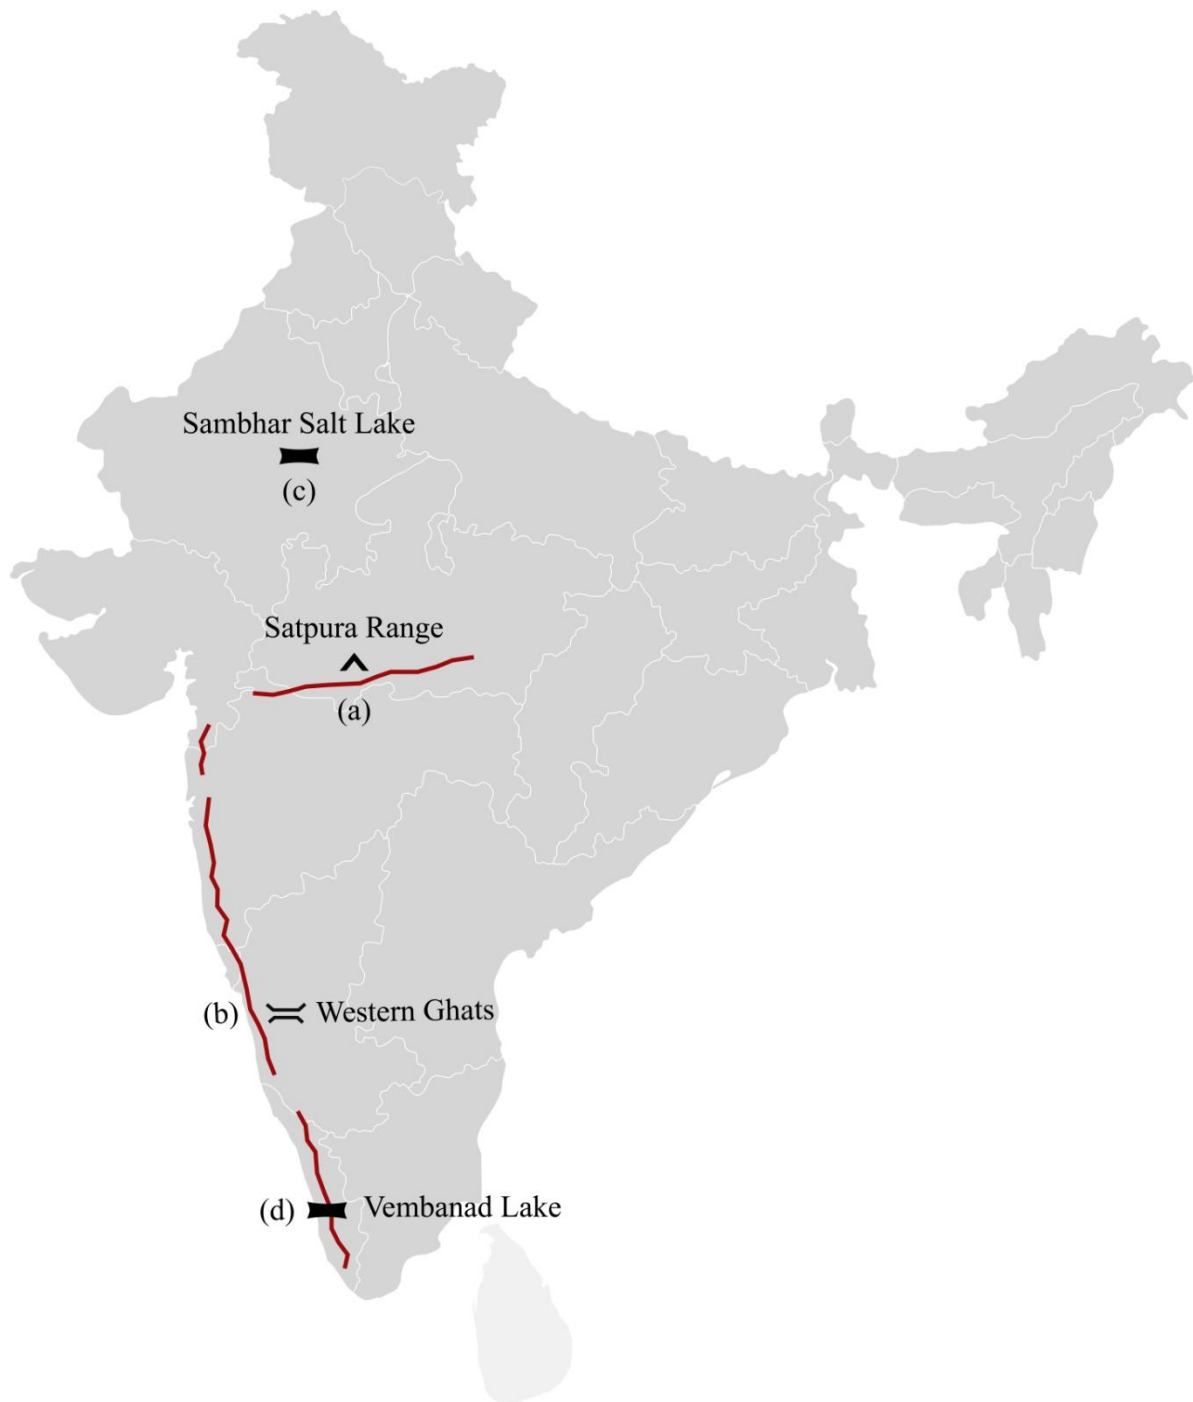 Sambhar Salt Lake
(c)
Satpura Range
(a)
(b)
Western Ghats
(d)
Vembanad Lake